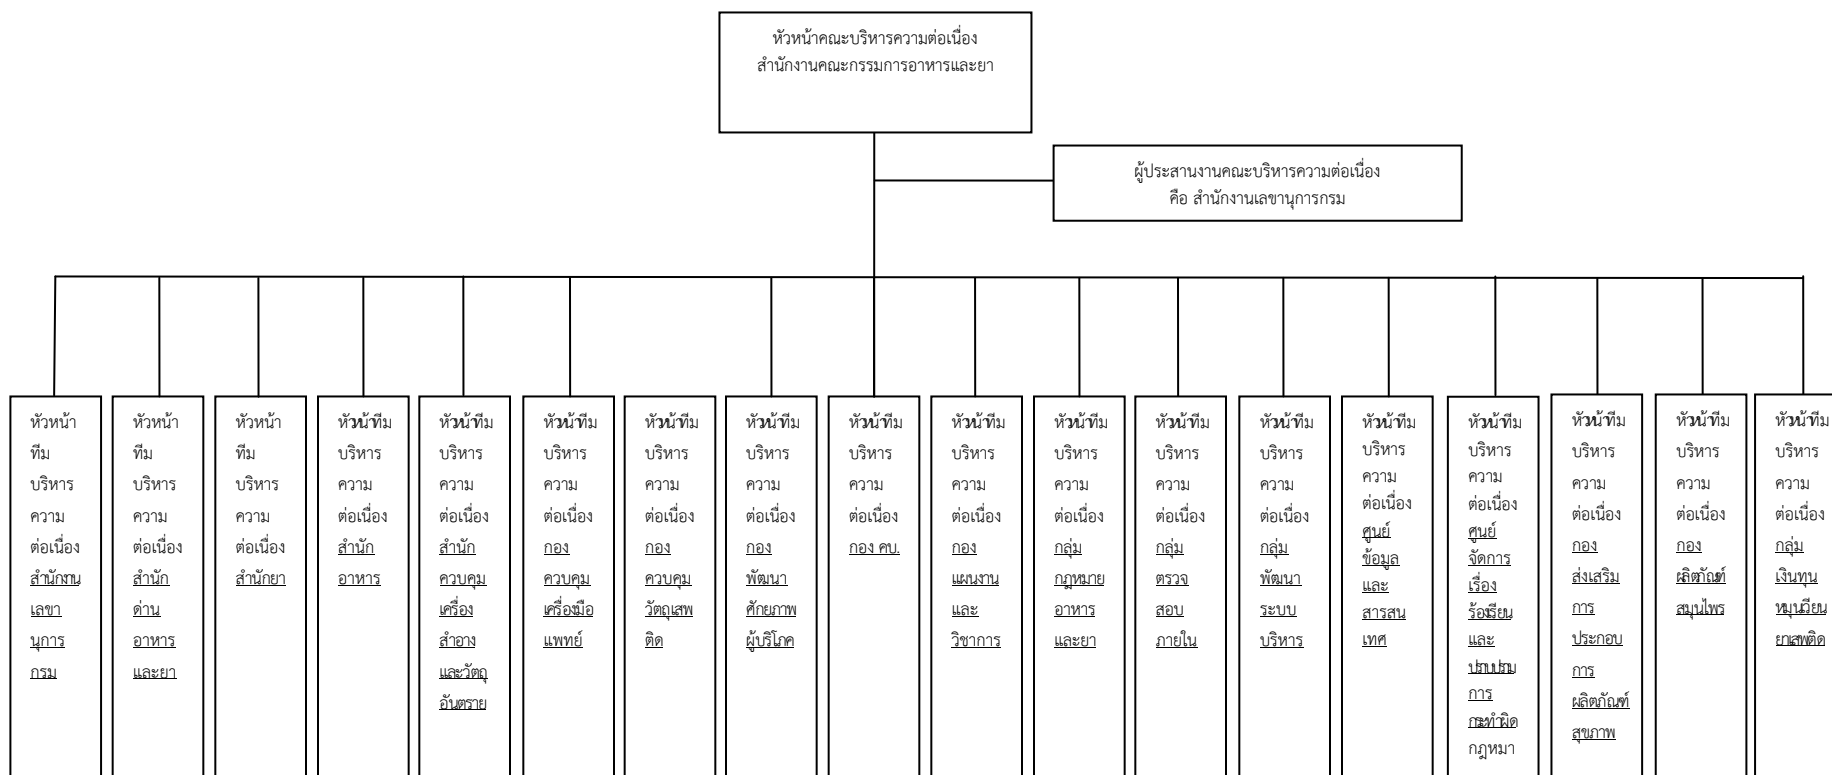 หัวหน้าคณะบริหารความต่อเนื่อง
สำนักงานคณะกรรมการอาหารและยา
ผู้ประสานงานคณะบริหารความต่อเนื่อง
คือ สำนักงานเลขานุการกรม
หัวหน้า
ทีม
บริหาร
ความ
ต่อเนื่อง
สำนักงาน
เลขา
นุการ
กรม
หัวหน้า
ทีม
บริหาร
ความ
ต่อเนื่อง
สำนัก
ด่าน
อาหาร
และยา
หัวหน้า
ทีม
บริหาร
ความ
ต่อเนื่อง
สำนักยา
หัวหน้าทีม
บริหาร
ความ
ต่อเนื่อง
สำนัก
อาหาร
หัวหน้าทีม
บริหาร
ความ
ต่อเนื่อง
สำนัก
ควบคุม
เครื่อง
สำอาง
และวัตถุ
อันตราย
หัวหน้าทีม
บริหาร
ความ
ต่อเนื่อง
กอง
ควบคุม
เครื่องมือ
แพทย์
หัวหน้าทีม
บริหาร
ความ
ต่อเนื่อง
กอง
ควบคุม
วัตถุเสพ
ติด
หัวหน้าทีม
บริหาร
ความ
ต่อเนื่อง
กอง
พัฒนา
ศักยภาพ
ผู้บริโภค
หัวหน้าทีม
บริหาร
ความ
ต่อเนื่อง
กอง คบ.
หัวหน้าทีม
บริหาร
ความ
ต่อเนื่อง
กอง
แผนงาน
และ
วิชาการ
หัวหน้าทีม
บริหาร
ความ
ต่อเนื่อง
กลุ่ม
กฎหมาย
อาหาร
และยา
หัวหน้าทีม
บริหาร
ความ
ต่อเนื่อง
กลุ่ม
ตรวจ
สอบ
ภายใน
หัวหน้าทีม
บริหาร
ความ
ต่อเนื่อง
กลุ่ม
พัฒนา
ระบบ
บริหาร
หัวหน้าทีม
บริหาร
ความ
ต่อเนื่อง
ศูนย์
ข้อมูล
และ
สารสน
เทศ
หัวหน้าทีม
บริหาร
ความ
ต่อเนื่อง
ศูนย์
จัดการ
เรื่อง
ร้องเรียน
และ
ปราบปราม
การ
กระทำผิด
กฎหมา
หัวหน้าทีม
บริหาร
ความ
ต่อเนื่อง
กอง
ส่งเสริม
การ
ประกอบ
การ
ผลิตภัณฑ์
สุขภาพ
หัวหน้าทีม
บริหาร
ความ
ต่อเนื่อง
กอง
ผลิตภัณฑ์
สมุนไพร
หัวหน้าทีม
บริหาร
ความ
ต่อเนื่อง
กลุ่ม
เงินทุน
หมุนเวียน
ยาเสพติด